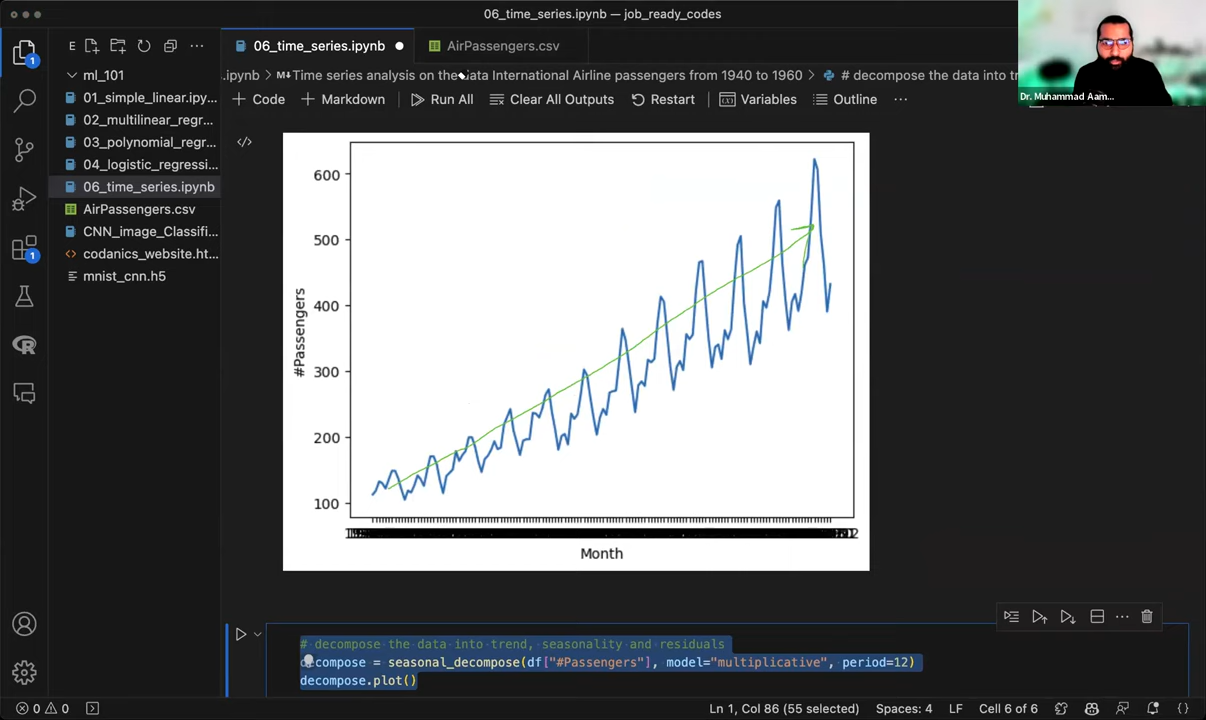 06_time_series.ipynb — job_ready_codes
E
06_time_series.ipynb
AirPassengers.csv
.ipynb > M↓Time series analysis on the data International Airline passengers from 1940 to 1960 > # decompose the data into tr
+ Code + Markdown Run All Clear All Outputs Restart Variables Outline ...
Dr. Muhammad Aam...
ml_101
01_simple_linear.ipy...
02_multilinear_regr...
03_polynomial_regr...
04_logistic_regressi...
06_time_series.ipynb
AirPassengers.csv
CNN_image_Classifi...
codanics_website.ht...
mnist_cnn.h5
1
1
600
500
400
300
200
100
#Passengers
Month
# decompose the data into trend, seasonality and residuals
decompose = seasonal_decompose(df["#Passengers"], model="multiplicative", period=12)
decompose.plot()
0 0 Ln 1, Col 86 (55 selected) Spaces: 4 LF Cell 6 of 6